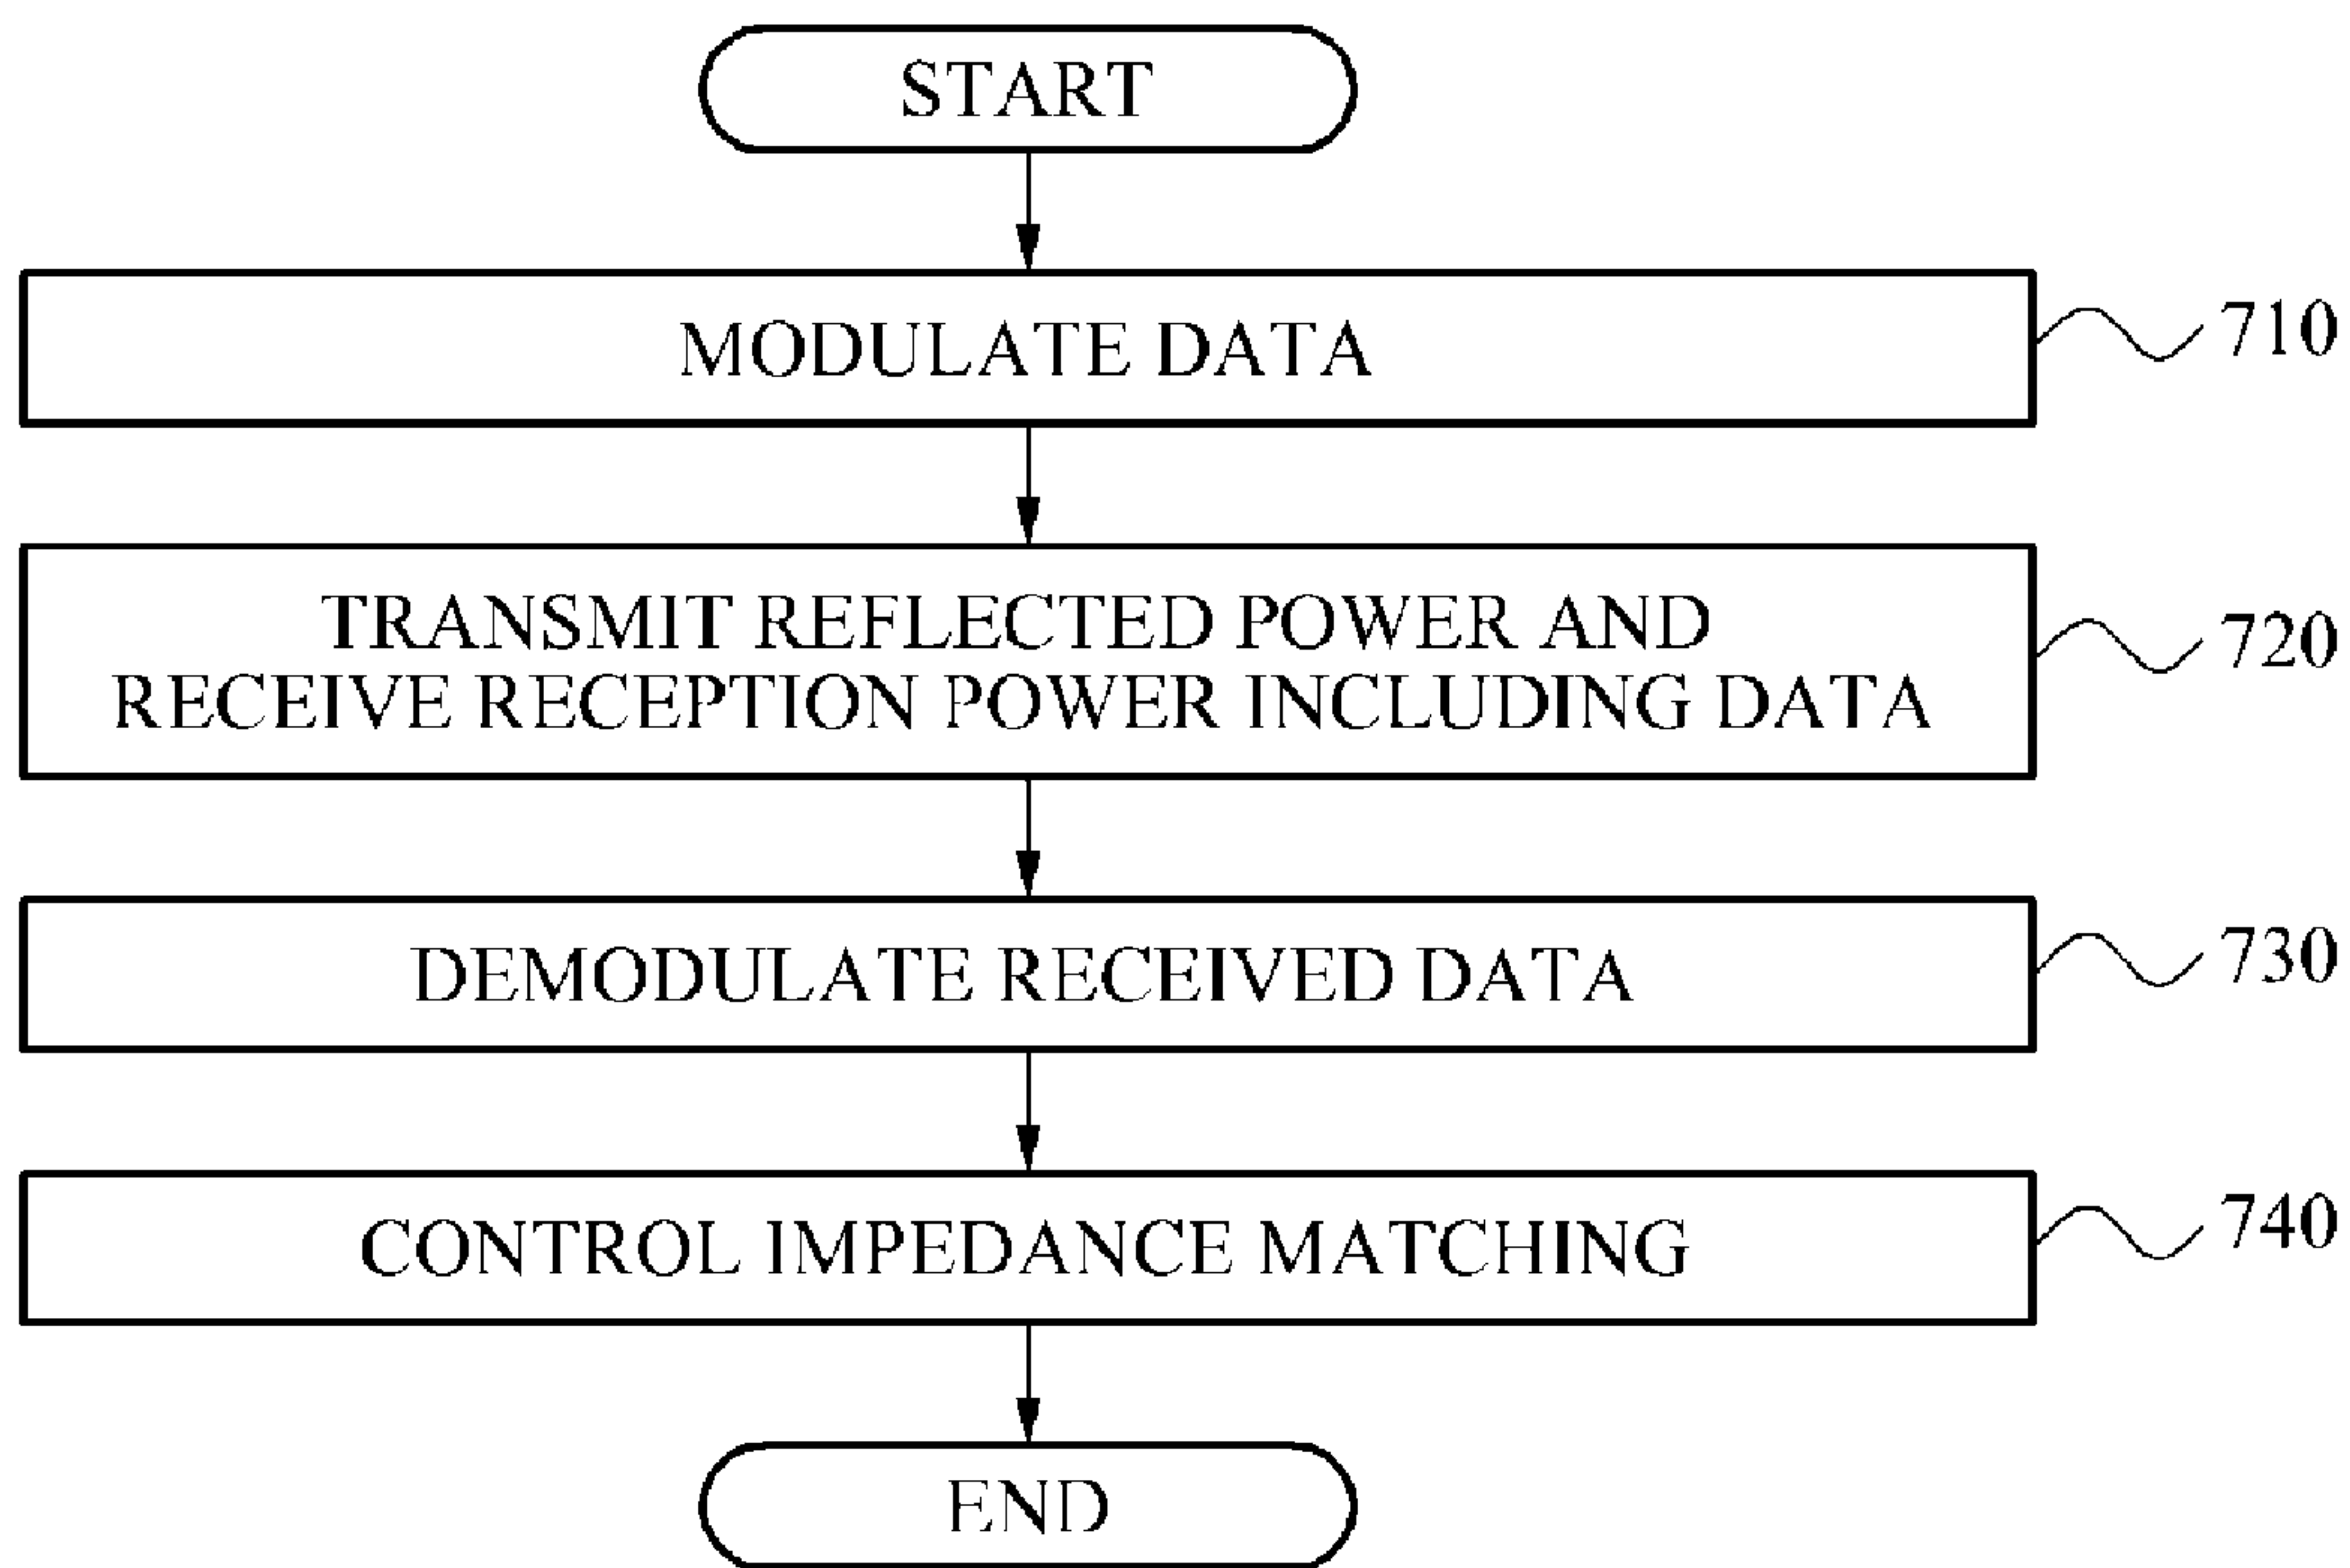 START
MODULATE DATA
710
TRANSMIT REFLECTED POWER AND
RECEIVE RECEPTION POWER INCLUDING DATA
720
DEMODULATE RECEIVED DATA
730
CONTROL IMPEDANCE MATCHING
740
END